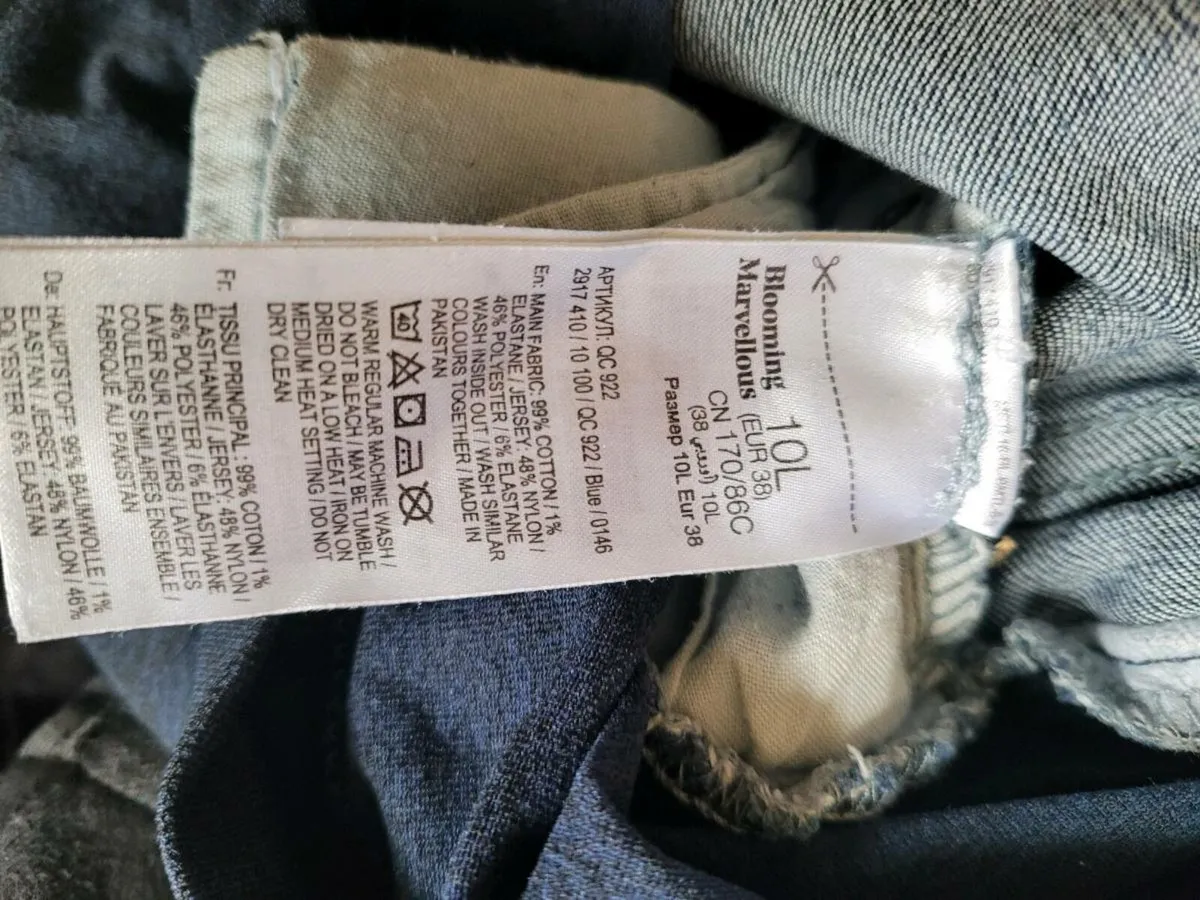 Blooming
Marvellous
10L
(EUR 38)
CN 170/86C
10L (38 أوروبي)
Размер 10L Eur 38
АРТИКУЛ: QC 922
2917 410 / 10 100 / QC 922 / Blue / 0146
En: MAIN FABRIC: 99% COTTON / 1%
ELASTANE / JERSEY: 48% NYLON /
46% POLYESTER / 6% ELASTANE
WASH INSIDE OUT / WASH SIMILAR
COLOURS TOGETHER / MADE IN
PAKISTAN
40
WARM REGULAR MACHINE WASH /
DO NOT BLEACH / MAY BE TUMBLE
DRIED ON A LOW HEAT / IRON ON
MEDIUM HEAT SETTING / DO NOT
DRY CLEAN
Fr: TISSU PRINCIPAL : 99% COTON / 1%
ÉLASTHANNE / JERSEY: 48% NYLON /
46% POLYESTER / 6% ÉLASTHANNE
LAVER SUR L'ENVERS / LAVER LES
COULEURS SIMILAIRES ENSEMBLE /
FABRIQUÉ AU PAKISTAN
De: HAUPTSTOFF: 99% BAUMWOLLE / 1%
ELASTAN / JERSEY: 48% NYLON / 46%
POLYESTER / 6% ELASTAN